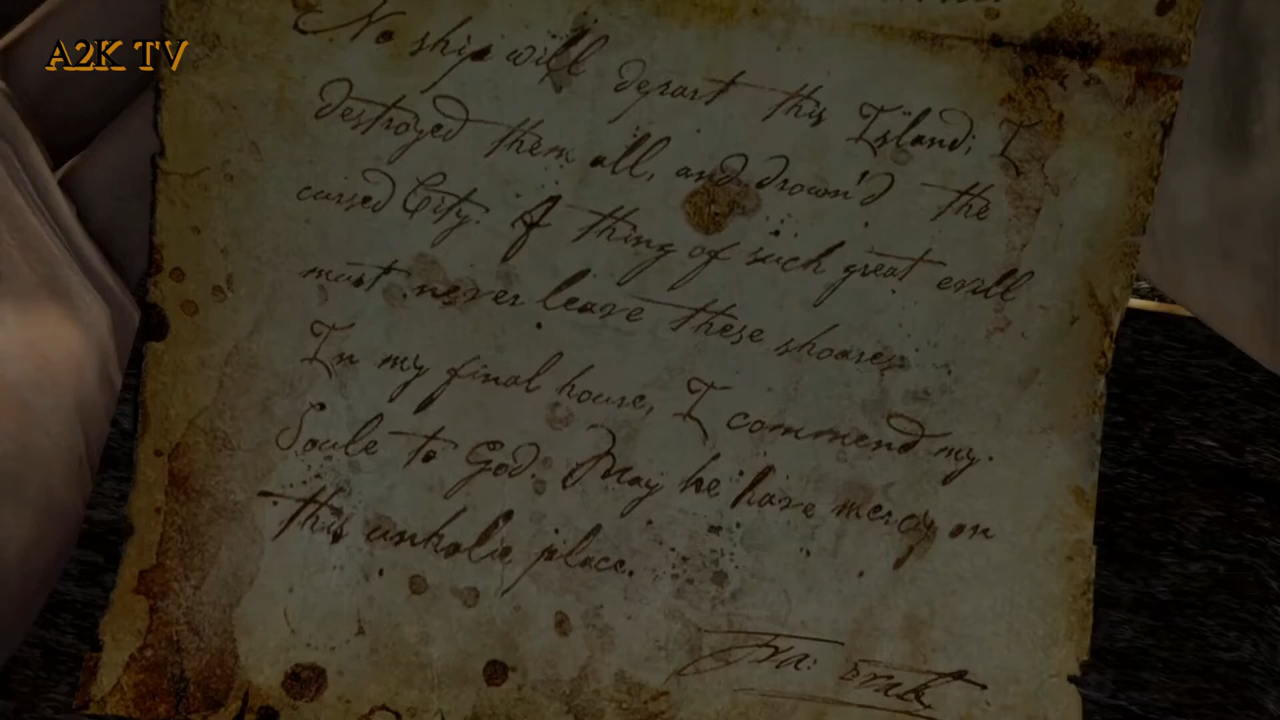 A2K TV
No ship will depart this Island; I
destroyed them all, and drown'd the
cursed City. A thing of such great evill
must never leave these shoares
In my final houre, I commend my
Soule to God. May he have mercy on
this unholie place.
Fra: Drake